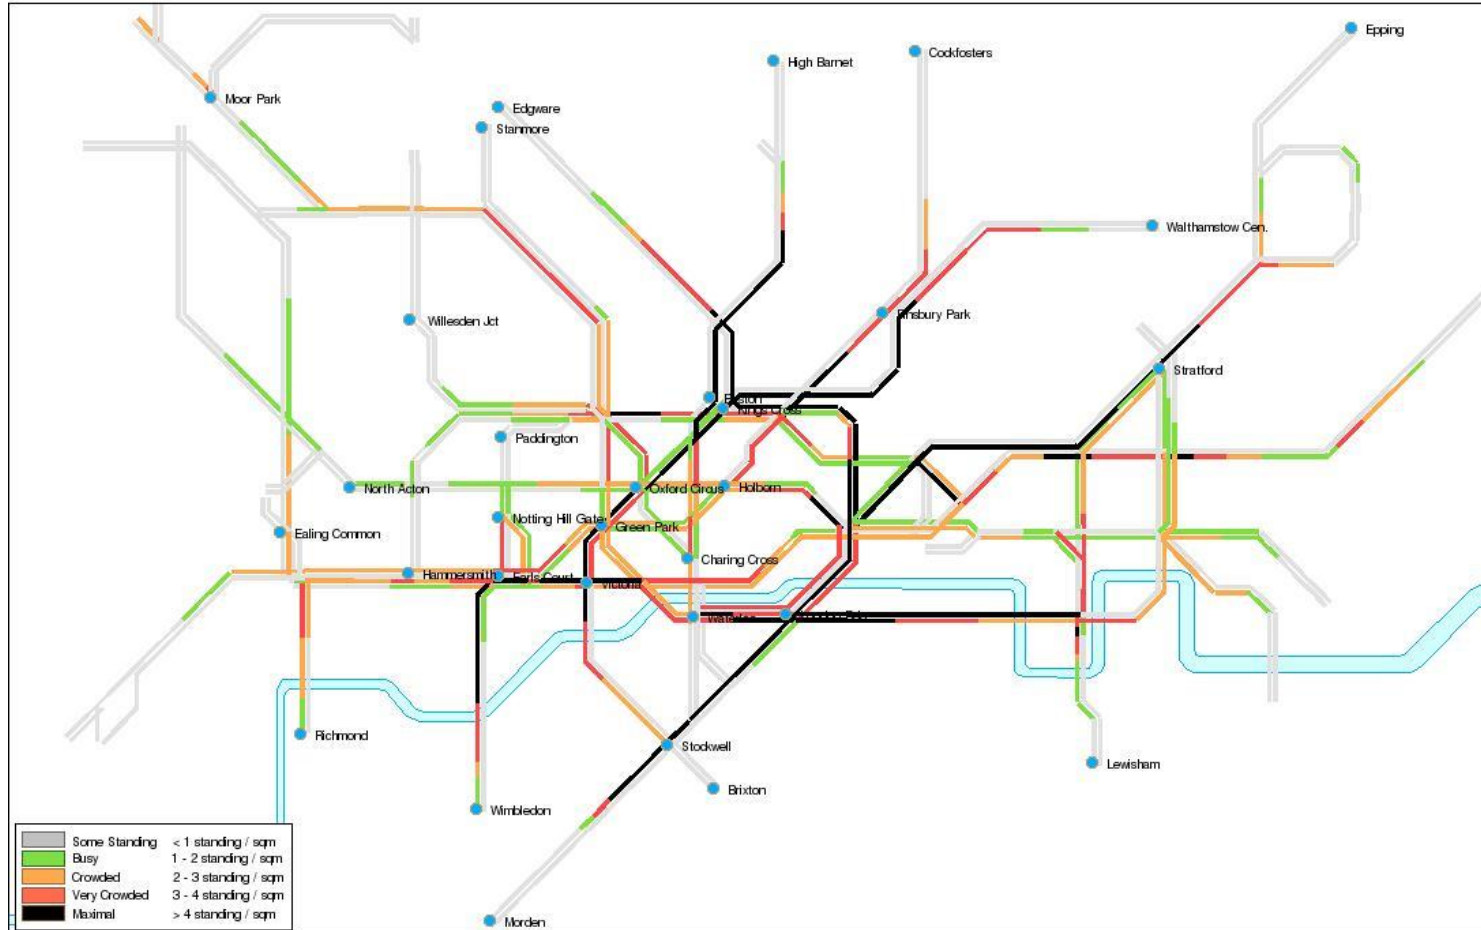 Epping
Cockfosters
High Barnet
Moor Park
Edgware
Stanmore
Walthamstow Cen.
Willesden Jct
Finsbury Park
Stratford
Euston
Kings Cross
Paddington
North Acton
Oxford Circus
Holborn
Notting Hill Gate
Green Park
Ealing Common
Charing Cross
Hammersmith
Earls Court
Victoria
Waterloo
Richmond
Stockwell
Lewisham
Brixton
Wimbledon
Morden
Some Standing < 1 standing / sqm
Busy 1 - 2 standing / sqm
Crowded 2 - 3 standing / sqm
Very Crowded 3 - 4 standing / sqm
Maximal > 4 standing / sqm